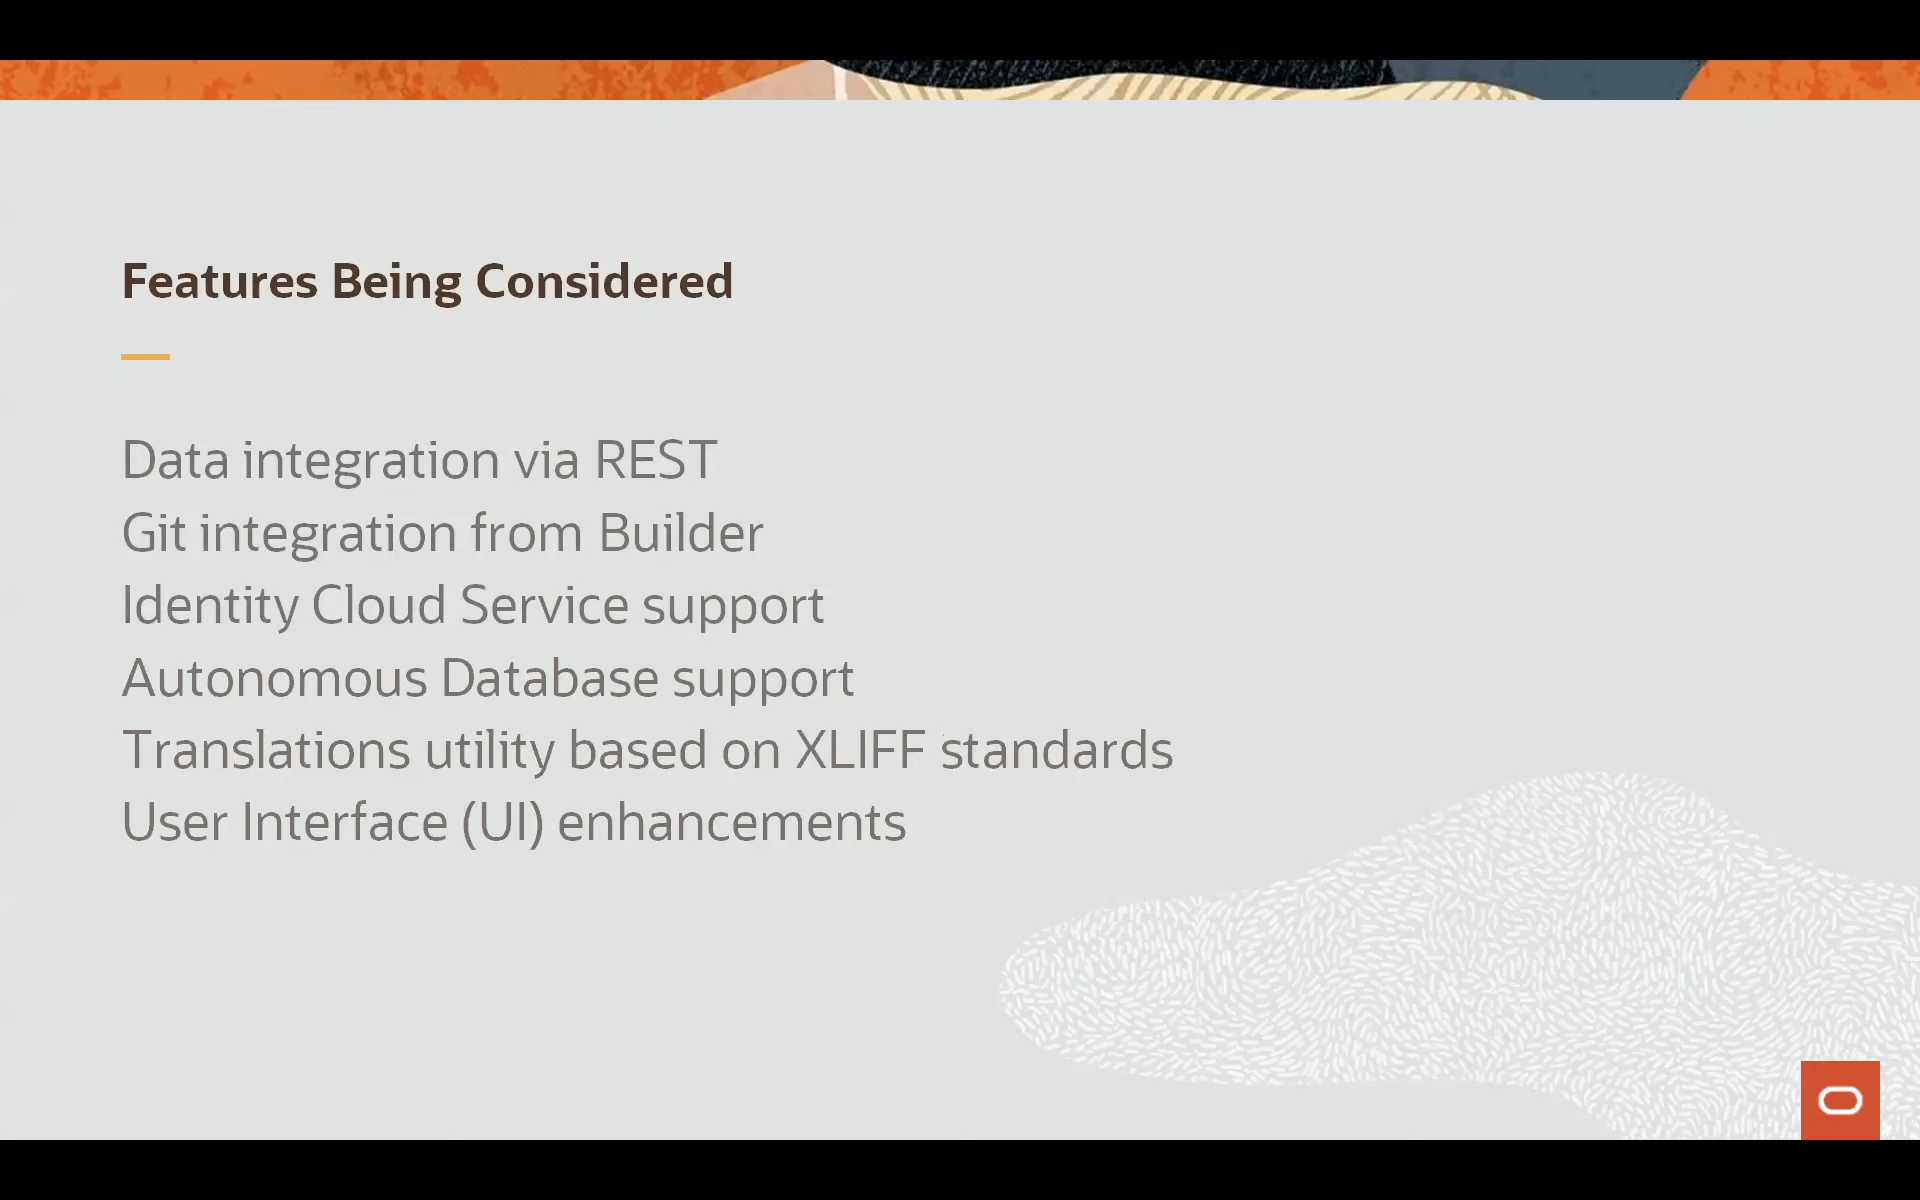 Features Being Considered
Data integration via REST
Git integration from Builder
Identity Cloud Service support
Autonomous Database support
Translations utility based on XLIFF standards
User Interface (UI) enhancements